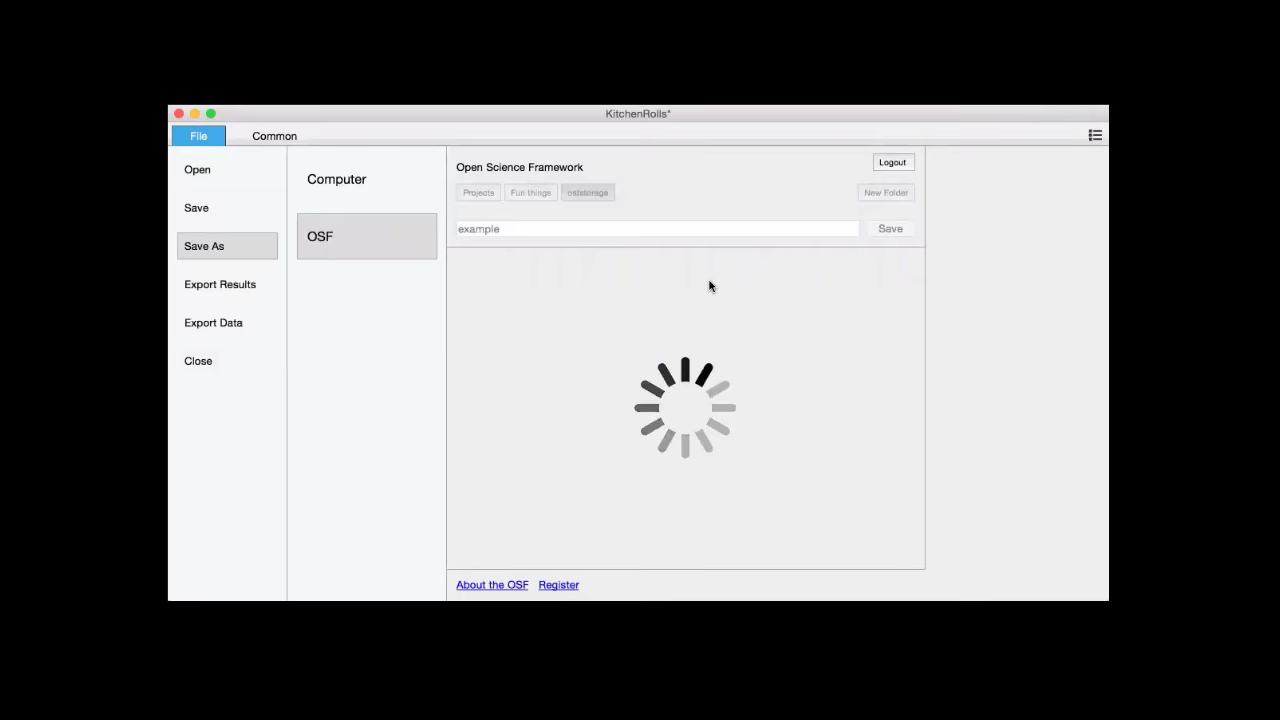 KitchenRolls*
File Common
Open
Save
Save As
Export Results
Export Data
Close
Computer
OSF
Open Science Framework
Logout
Projects Fun things osfstorage New Folder
example Save
About the OSF Register